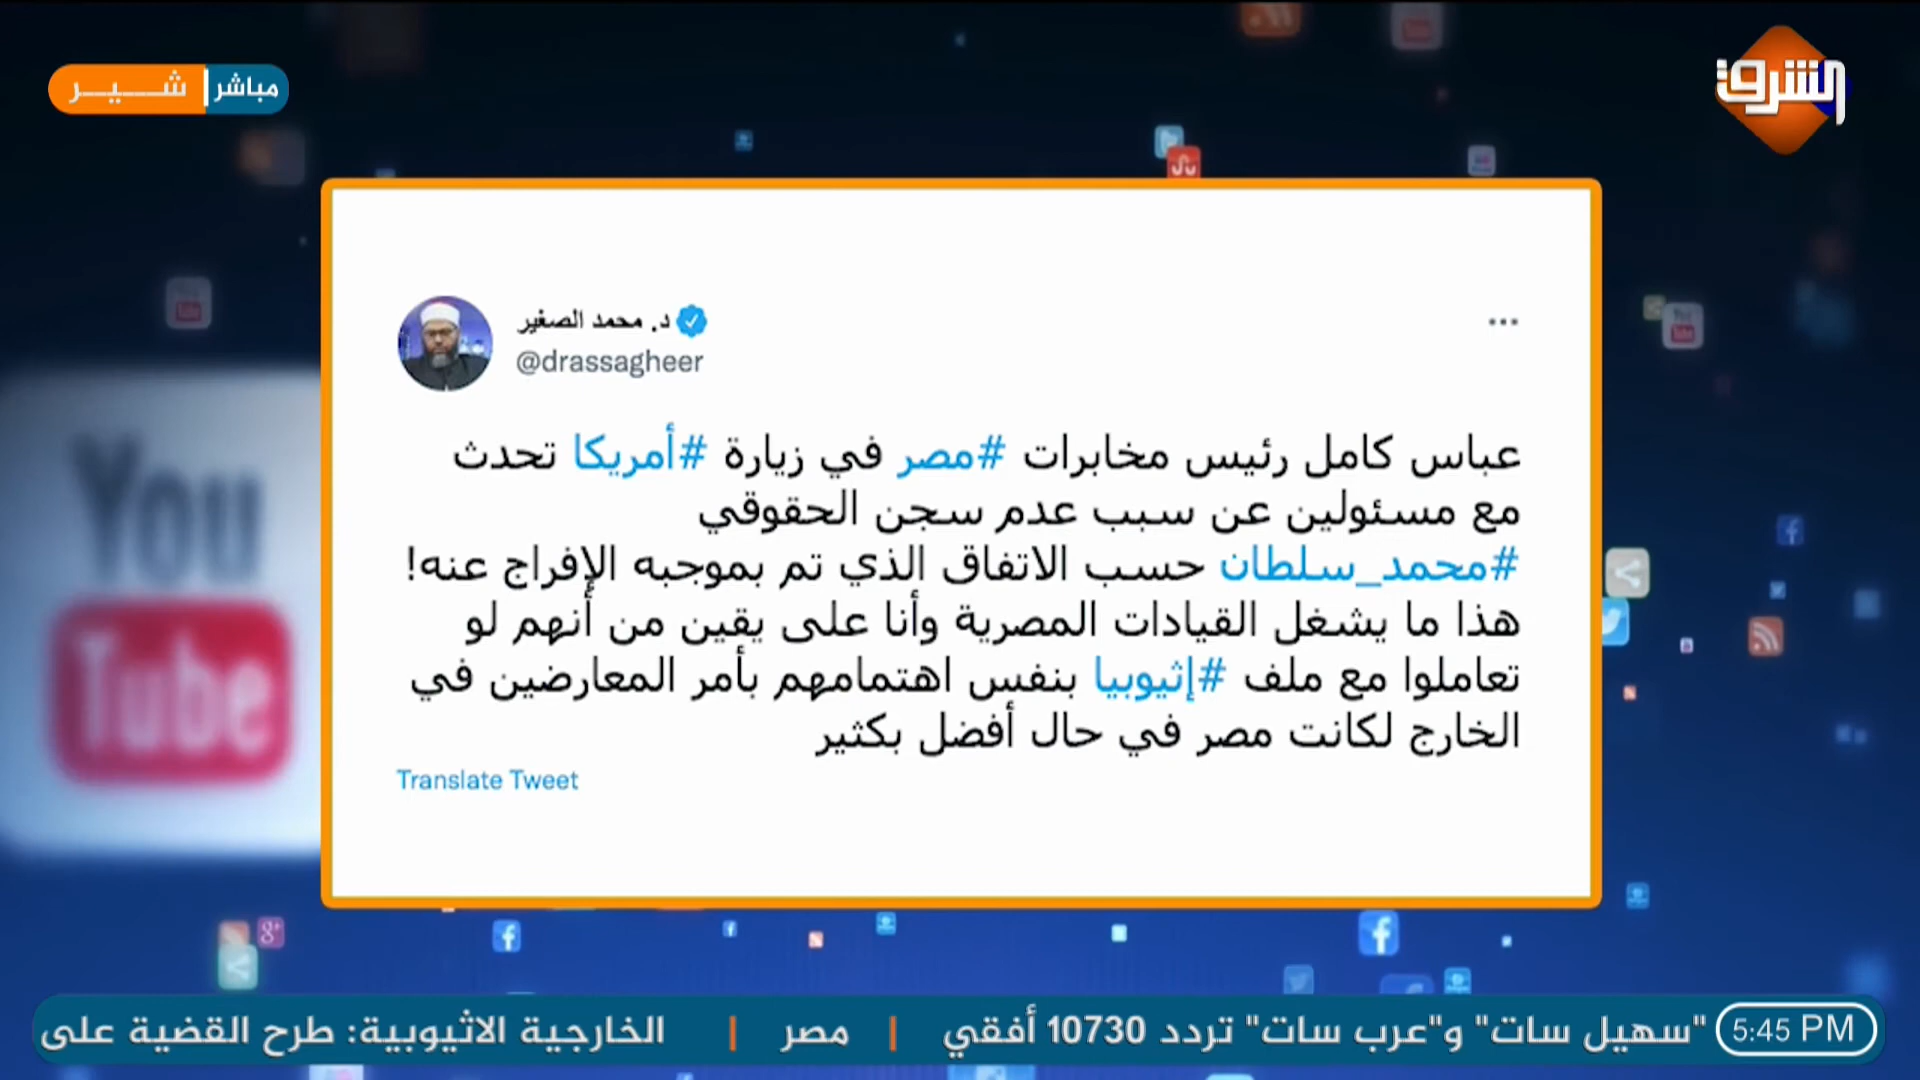 مباشر شير
الشرق
د. محمد الصغير
@drassagheer
عباس كامل رئيس مخابرات #مصر في زيارة #أمريكا تحدث
مع مسئولين عن سبب عدم سجن الحقوقي
#محمد_سلطان حسب الاتفاق الذي تم بموجبه الإفراج عنه!
هذا ما يشغل القيادات المصرية وأنا على يقين من أنهم لو
تعاملوا مع ملف #إثيوبيا بنفس اهتمامهم بأمر المعارضين في
الخارج لكانت مصر في حال أفضل بكثير
Translate Tweet
You
Tube
5:45 PM "سهيل سات" و"عرب سات" تردد 10730 أفقي | مصر | الخارجية الاثيوبية: طرح القضية على